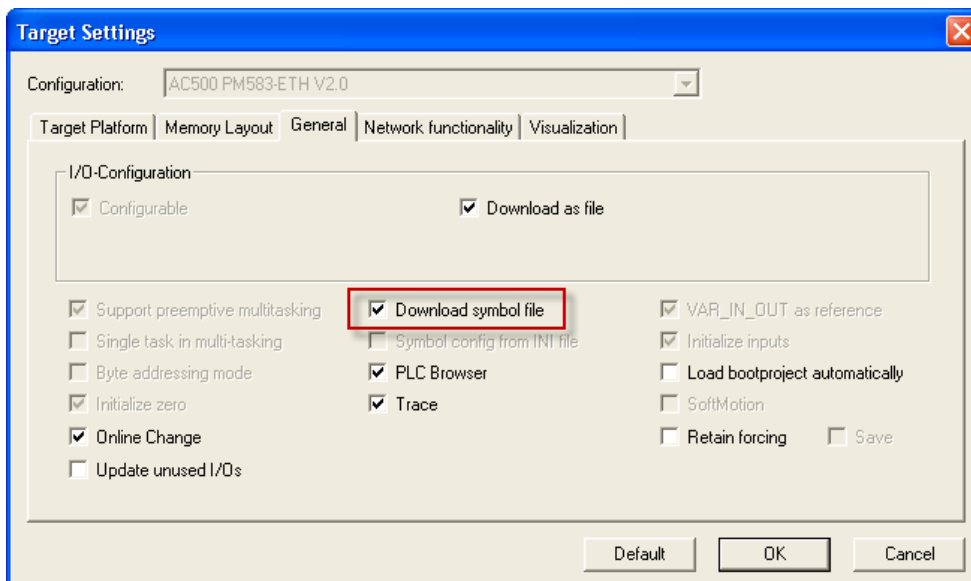 Target Settings
Configuration: AC500 PM583-ETH V2.0
Target Platform Memory Layout General Network functionality Visualization
I/O-Configuration
Configurable Download as file
Support preemptive multitasking Download symbol file VAR_IN_OUT as reference
Single task in multi-tasking Symbol config from INI file Initialize inputs
Byte addressing mode PLC Browser Load bootproject automatically
Initialize zero Trace SoftMotion
Online Change Retain forcing Save
Update unused I/Os
Default OK Cancel